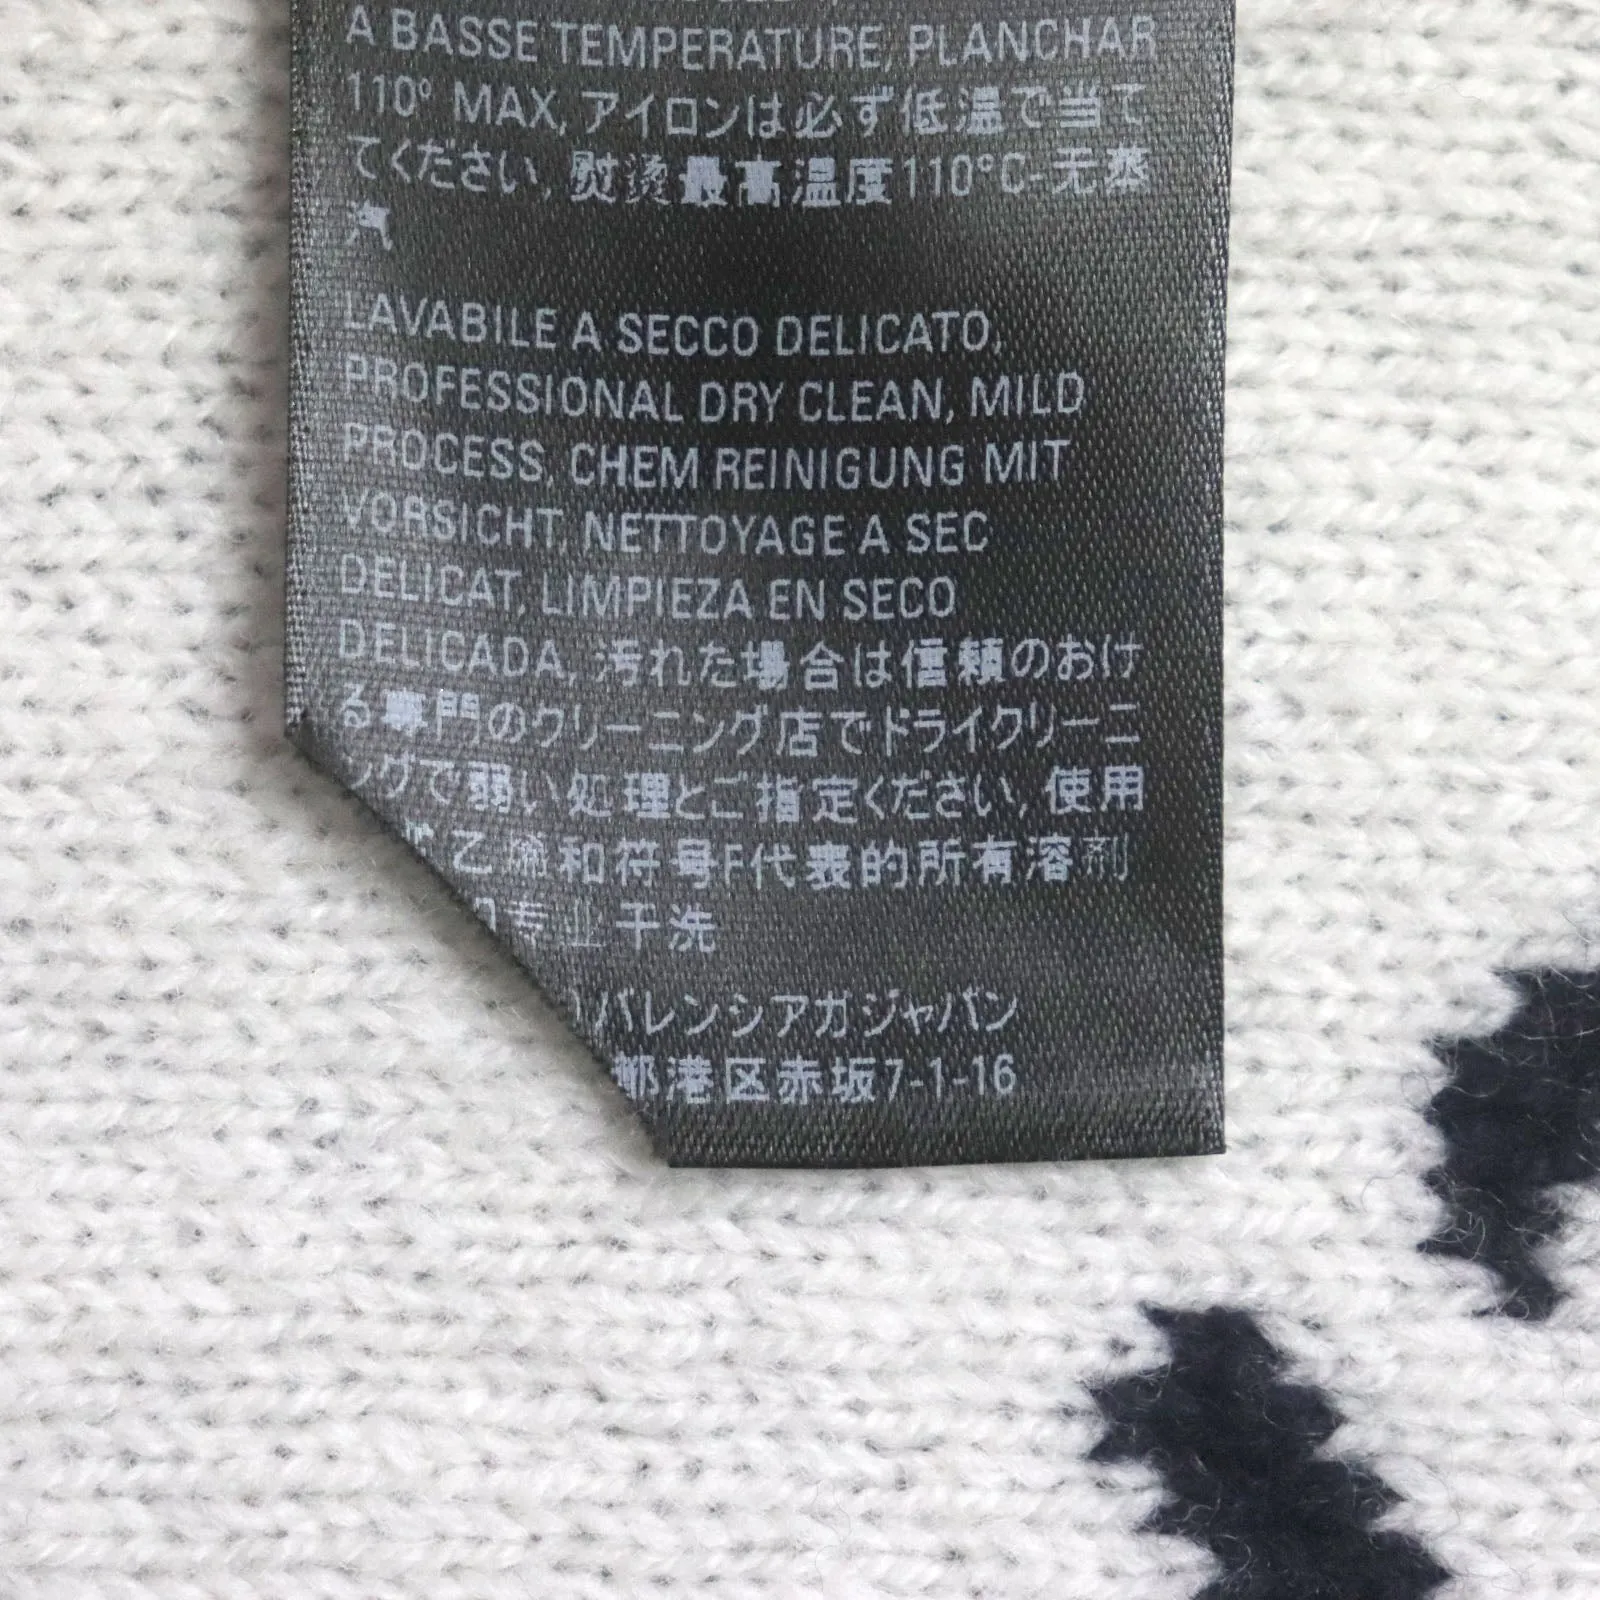 A BASSE TEMPERATURE, PLANCHAR
110° MAX, アイロンは必ず低温で当て
てください, 熨烫最高温度110°C-无蒸
汽
LAVABILE A SECCO DELICATO,
PROFESSIONAL DRY CLEAN, MILD
PROCESS, CHEM REINIGUNG MIT
VORSICHT, NETTOYAGE A SEC
DELICAT, LIMPIEZA EN SECO
DELICADA, 汚れた場合は信頼のおけ
る専門のクリーニング店でドライクリーニ
ングで弱い処理とご指定ください, 使用
乙烯和符号F代表的所有溶剂
专业干洗
バレンシアガジャパン
都港区赤坂7-1-16